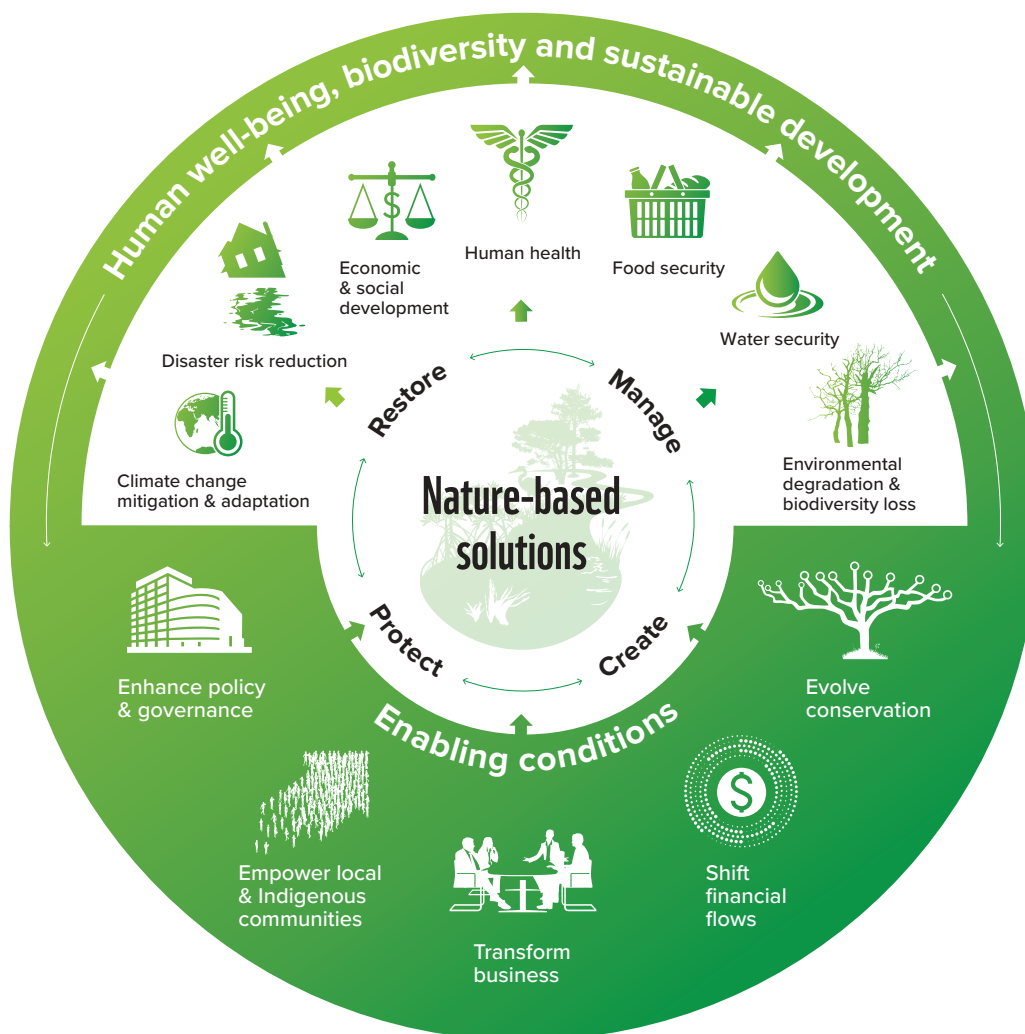 Human well-being, biodiversity and sustainable development
Human health
Economic
& social
development
Food security
Disaster risk reduction
Water security
Climate change
mitigation & adaptation
Environmental
degradation &
biodiversity loss
Restore
Manage
Nature-based
solutions
Protect
Create
Enabling conditions
Enhance policy
& governance
Evolve
conservation
Empower local
& Indigenous
communities
Shift
financial
flows
Transform
business